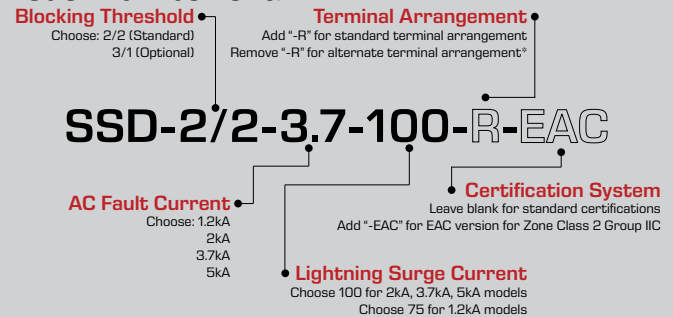 Blocking Threshold
Choose: 2/2 (Standard)
3/1 (Optional)
Terminal Arrangement
Add “-R” for standard terminal arrangement
Remove “-R” for alternate terminal arrangement*
SSD-2/2-3.7-100-R-EAC
AC Fault Current
Choose: 1.2kA
2kA
3.7kA
5kA
Certification System
Leave blank for standard certifications
Add “-EAC” for EAC version for Zone Class 2 Group IIC
Lightning Surge Current
Choose 100 for 2kA, 3.7kA, 5kA models
Choose 75 for 1.2kA models